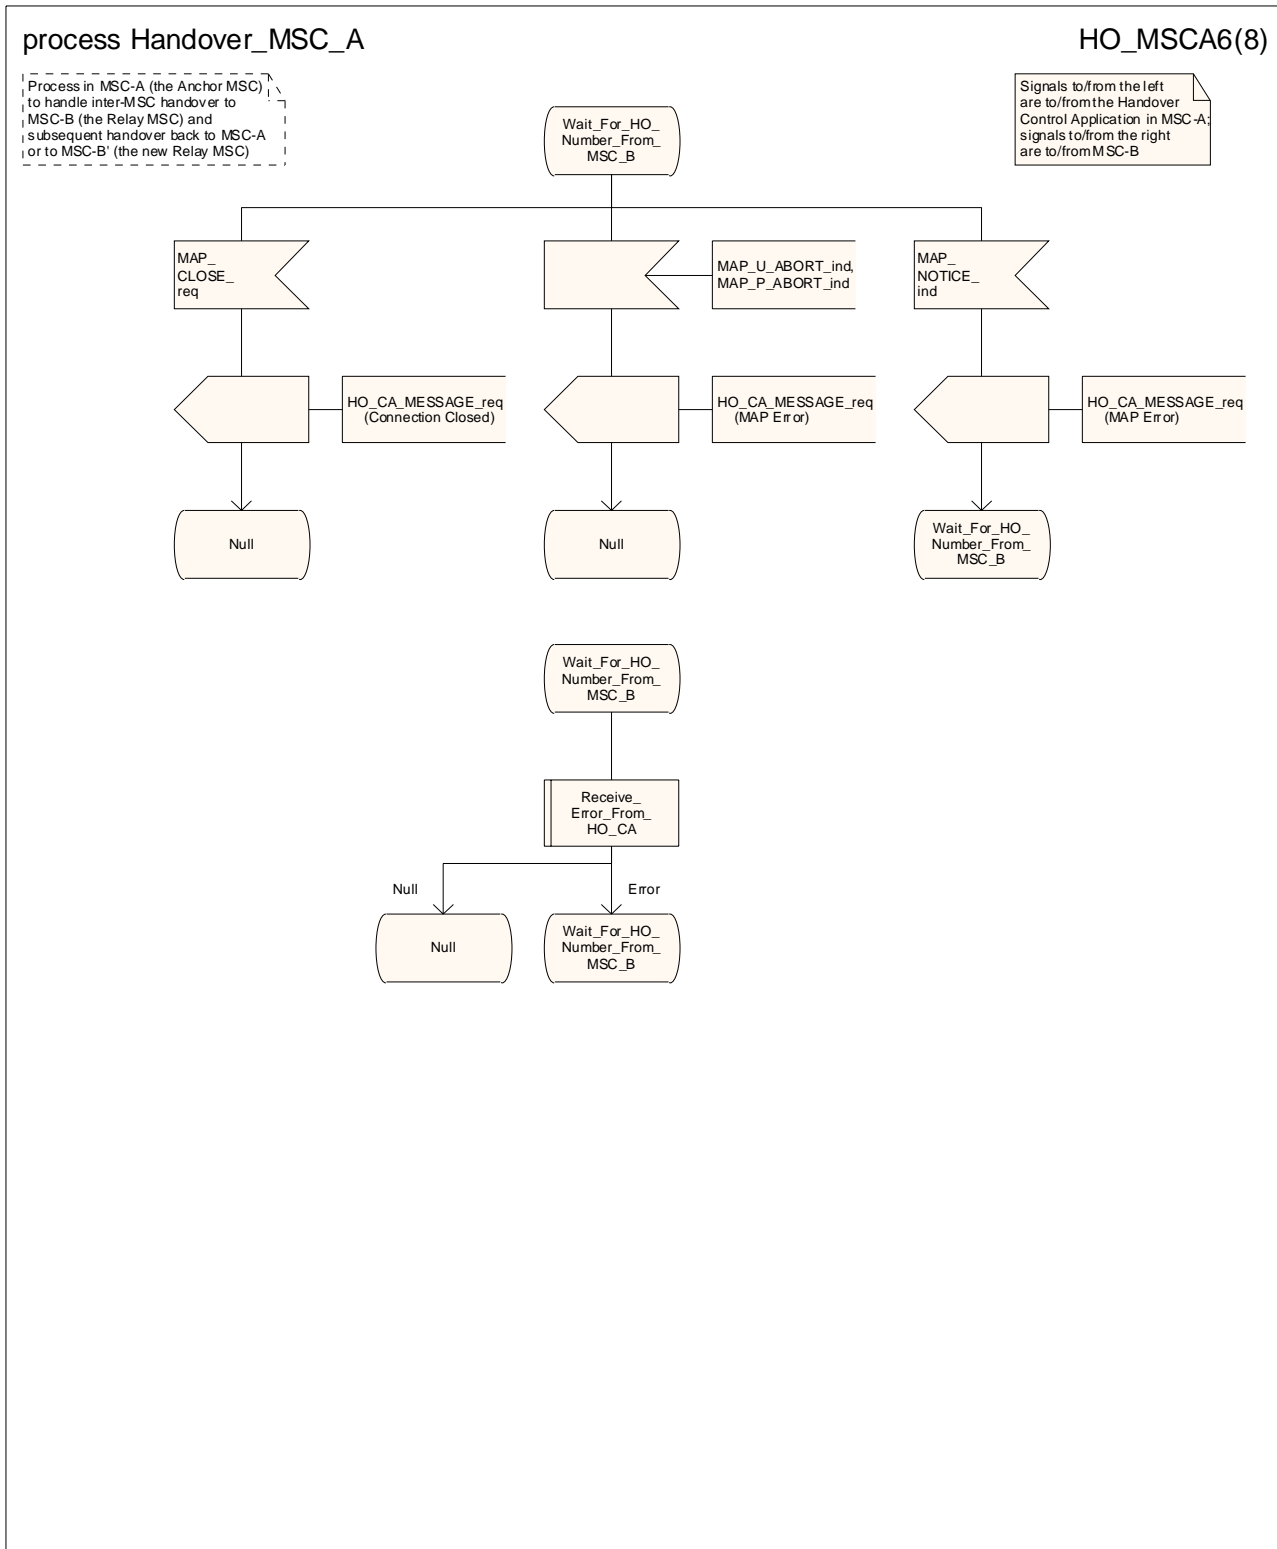 process Handover_MSC_A
HO_MSCA6(8)
Process in MSC-A (the Anchor MSC)
to handle inter-MSC handover to
MSC-B (the Relay MSC) and
subsequent handover back to MSC-A
or to MSC-B' (the new Relay MSC)
Signals to/from the left
are to/from the Handover
Control Application in MSC-A;
signals to/from the right
are to/from MSC-B
Wait_For_HO_
Number_From_
MSC_B
MAP_
CLOSE_
req
MAP_U_ABORT_ind,
MAP_P_ABORT_ind
MAP_
NOTICE_
ind
HO_CA_MESSAGE_req
(Connection Closed)
HO_CA_MESSAGE_req
(MAP Error)
HO_CA_MESSAGE_req
(MAP Error)
Null
Null
Wait_For_HO_
Number_From_
MSC_B
Wait_For_HO_
Number_From_
MSC_B
Receive_
Error_From_
HO_CA
Null
Error
Null
Wait_For_HO_
Number_From_
MSC_B